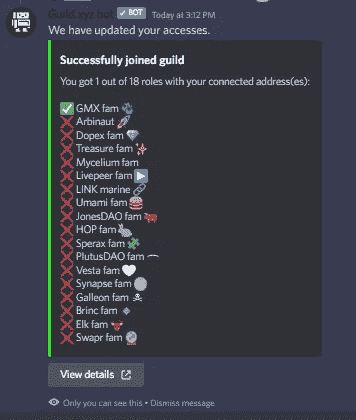 Guild.xyz bot BOT Today at 3:12 PM
We have updated your accesses.
Successfully joined guild
You got 1 out of 18 roles with your connected address(es):
GMX fam
Arbinaut
Dopex fam
Treasure fam
Mycelium fam
Livepeer fam
LINK marine
Umami fam
JonesDAO fam
HOP fam
Sperax fam
PlutusDAO fam
Vesta fam
Synapse fam
Galleon fam
Brinc fam
Elk fam
Swapr fam
View details
Only you can see this • Dismiss message